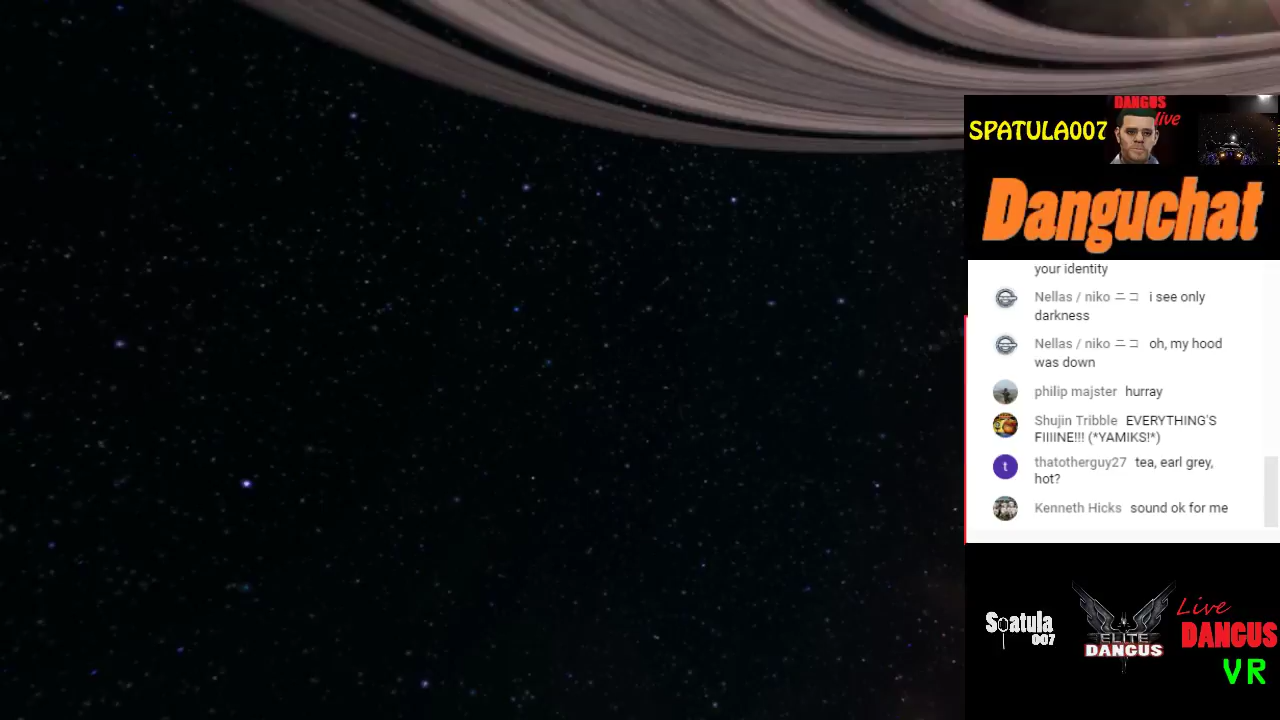 DANGUS
live
SPATULA007
Danguchat
your identity
Nellas / niko ニコ i see only
darkness
Nellas / niko ニコ oh, my hood
was down
philip majster hurray
Shujin Tribble EVERYTHING'S
FIIIINE!!! (*YAMIKS!*)
t thatotherguy27 tea, earl grey,
hot?
Kenneth Hicks sound ok for me
Spatula
007
ELITE
DANGUS
Live
DANGUS
VR